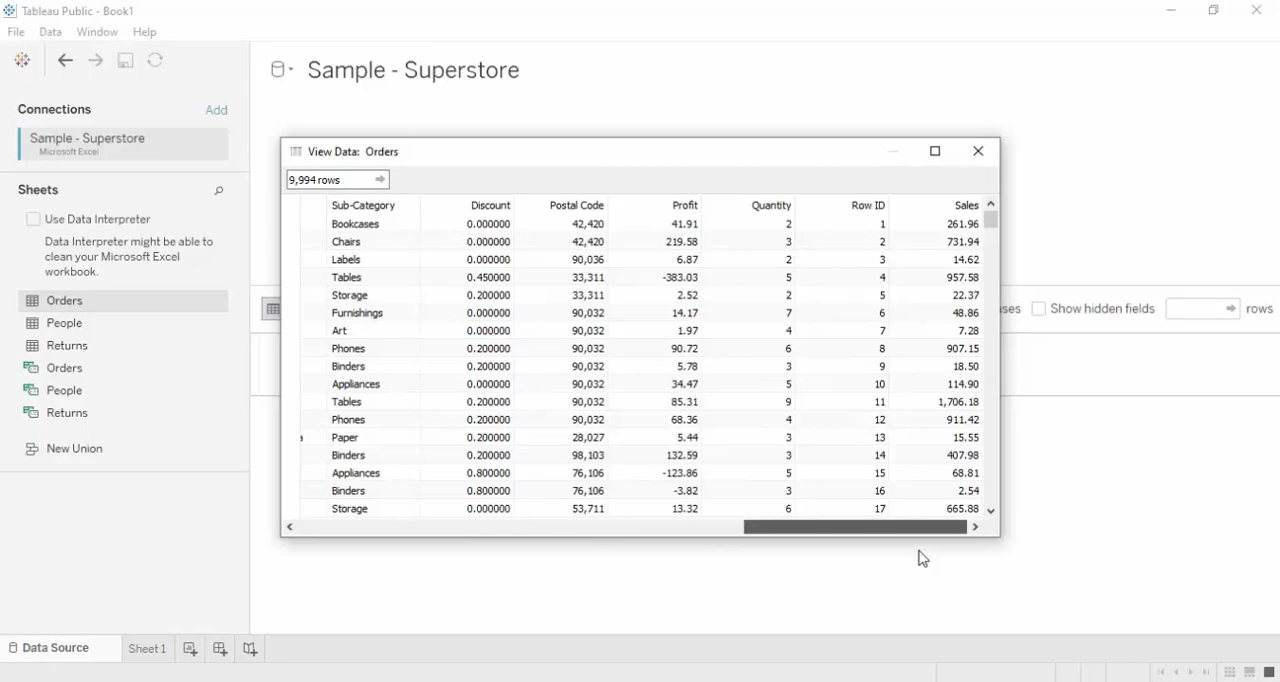 Tableau Public - Book1
File Data Window Help
Connections Add
Sample - Superstore
Microsoft Excel
Sheets
Use Data Interpreter
Data Interpreter might be able to
clean your Microsoft Excel
workbook.
Orders
People
Returns
Orders
People
Returns
New Union
Sample - Superstore
View Data: Orders
9,994 rows
Sub-Category Discount Postal Code Profit Quantity Row ID Sales
Bookcases 0.000000 42,420 41.91 2 1 261.96
Chairs 0.000000 42,420 219.58 3 2 731.94
Labels 0.000000 90,036 6.87 2 3 14.62
Tables 0.450000 33,311 -383.03 5 4 957.58
Storage 0.200000 33,311 2.52 2 5 22.37
Furnishings 0.000000 90,032 14.17 7 6 48.86
Art 0.000000 90,032 1.97 4 7 7.28
Phones 0.200000 90,032 90.72 6 8 907.15
Binders 0.200000 90,032 5.78 3 9 18.50
Appliances 0.000000 90,032 34.47 5 10 114.90
Tables 0.200000 90,032 85.31 9 11 1,706.18
Phones 0.200000 90,032 68.36 4 12 911.42
Paper 0.200000 28,027 5.44 3 13 15.55
Binders 0.200000 98,103 132.59 3 14 407.98
Appliances 0.800000 76,106 -123.86 5 15 68.81
Binders 0.800000 76,106 -3.82 3 16 2.54
Storage 0.000000 53,711 13.32 6 17 665.88
Show hidden fields rows
Data Source Sheet 1